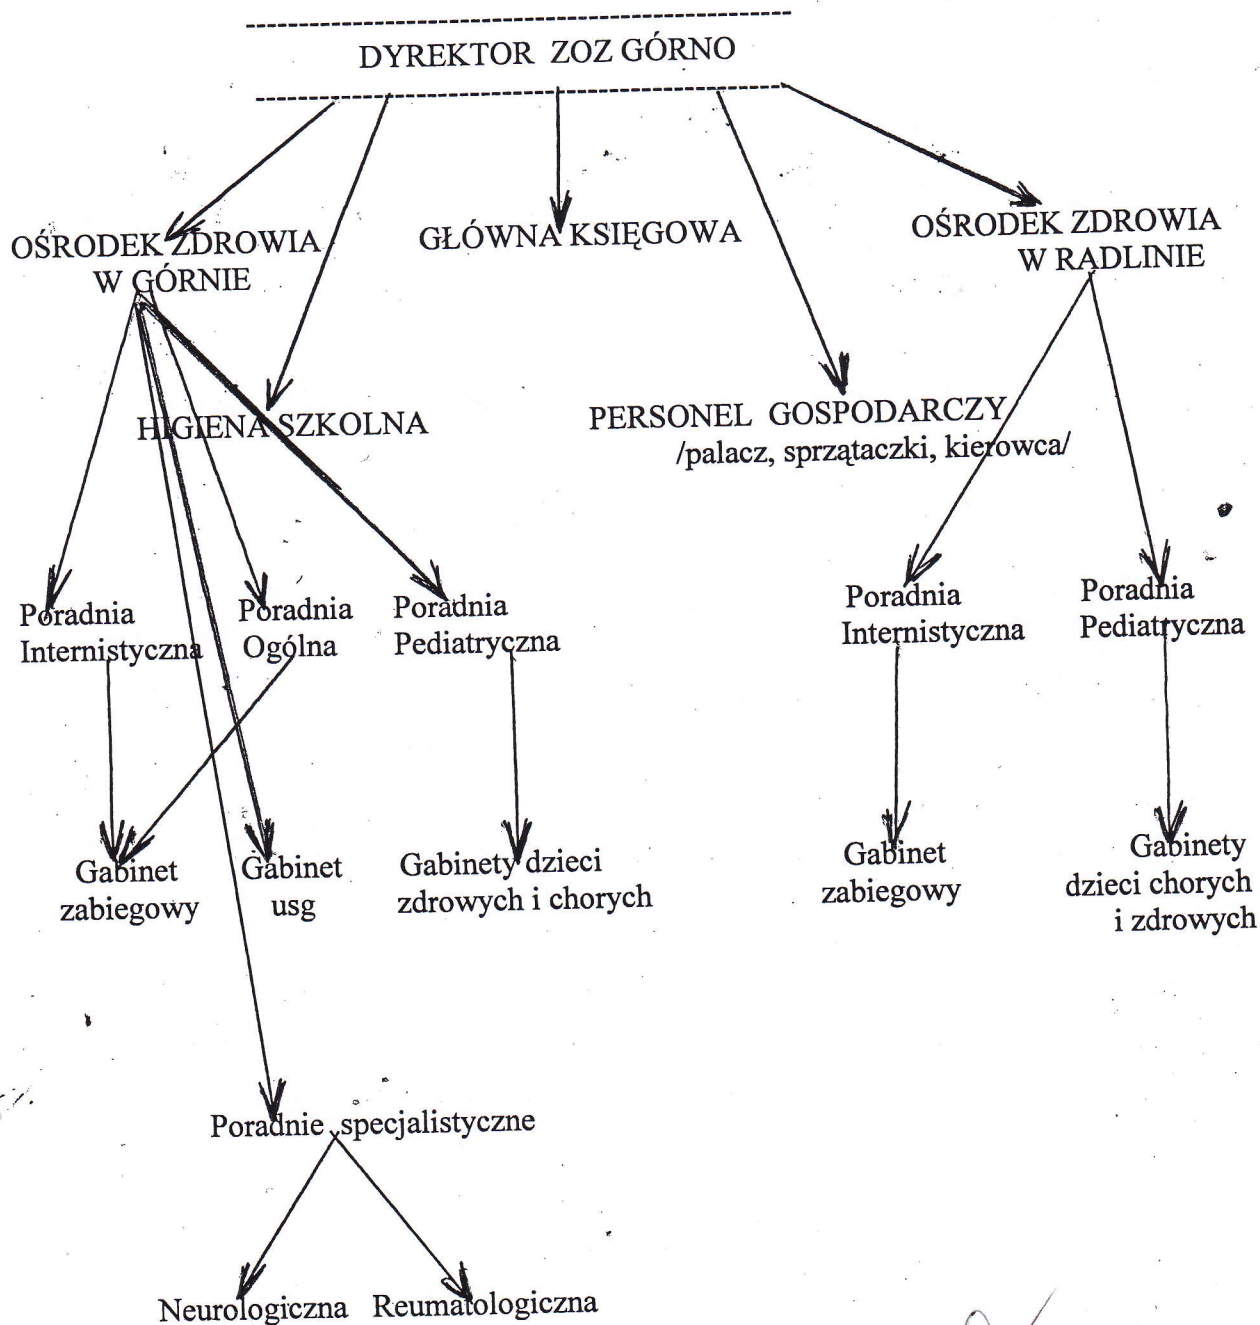 DYREKTOR ZOZ GÓRNO
OŚRODEK ZDROWIA
W GÓRNIE
GŁÓWNA KSIĘGOWA
OŚRODEK ZDROWIA
W RADLINIE
HIGIENA SZKOLNA
PERSONEL GOSPODARCZY
/palacz, sprzątaczki, kierowca/
Poradnia
Internistyczna
Poradnia
Ogólna
Poradnia
Pediatryczna
Poradnia
Internistyczna
Poradnia
Pediatryczna
Gabinet
zabiegowy
Gabinet
usg
Gabinety dzieci
zdrowych i chorych
Gabinet
zabiegowy
Gabinety
dzieci chorych
i zdrowych
Poradnie specjalistyczne
Neurologiczna
Reumatologiczna